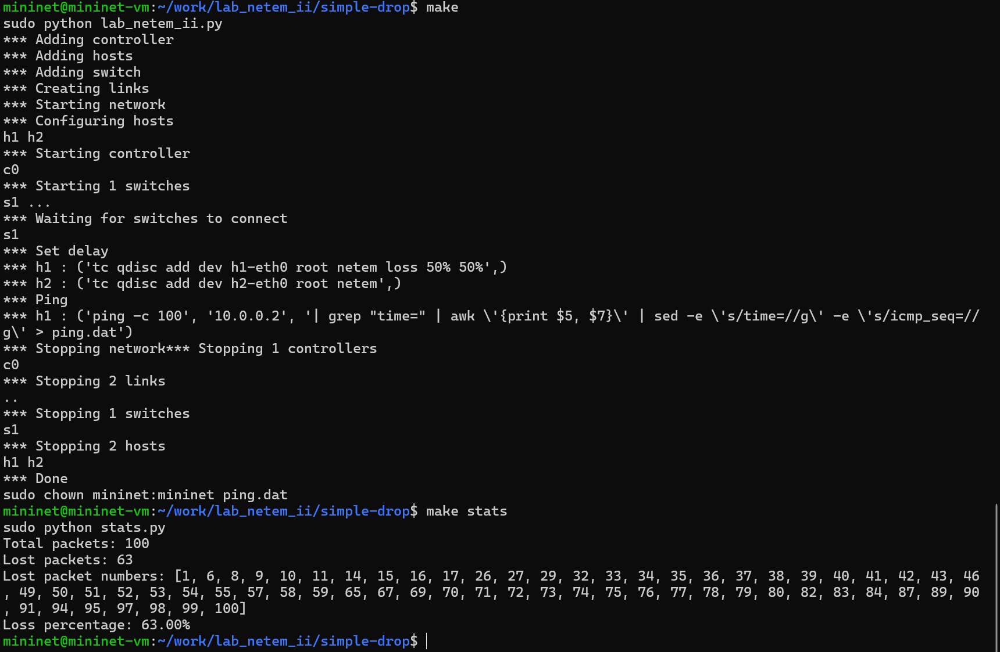 mininet@mininet-vm:~/work/lab_netem_ii/simple-drop$ make
sudo python lab_netem_ii.py
*** Adding controller
*** Adding hosts
*** Adding switch
*** Creating links
*** Starting network
*** Configuring hosts
h1 h2
*** Starting controller
c0
*** Starting 1 switches
s1 ...
*** Waiting for switches to connect
s1
*** Set delay
*** h1 : ('tc qdisc add dev h1-eth0 root netem loss 50% 50%',)
*** h2 : ('tc qdisc add dev h2-eth0 root netem',)
*** Ping
*** h1 : ('ping -c 100', '10.0.0.2', '| grep "time=" | awk \'{print $5, $7}\' | sed -e \'s/time=//g\' -e \'s/icmp_seq=//
g\' > ping.dat')
*** Stopping network*** Stopping 1 controllers
c0
*** Stopping 2 links
..
*** Stopping 1 switches
s1
*** Stopping 2 hosts
h1 h2
*** Done
sudo chown mininet:mininet ping.dat
mininet@mininet-vm:~/work/lab_netem_ii/simple-drop$ make stats
sudo python stats.py
Total packets: 100
Lost packets: 63
Lost packet numbers: [1, 6, 8, 9, 10, 11, 14, 15, 16, 17, 26, 27, 29, 32, 33, 34, 35, 36, 37, 38, 39, 40, 41, 42, 43, 46
, 49, 50, 51, 52, 53, 54, 55, 57, 58, 59, 65, 67, 69, 70, 71, 72, 73, 74, 75, 76, 77, 78, 79, 80, 82, 83, 84, 87, 89, 90
, 91, 94, 95, 97, 98, 99, 100]
Loss percentage: 63.00%
mininet@mininet-vm:~/work/lab_netem_ii/simple-drop$